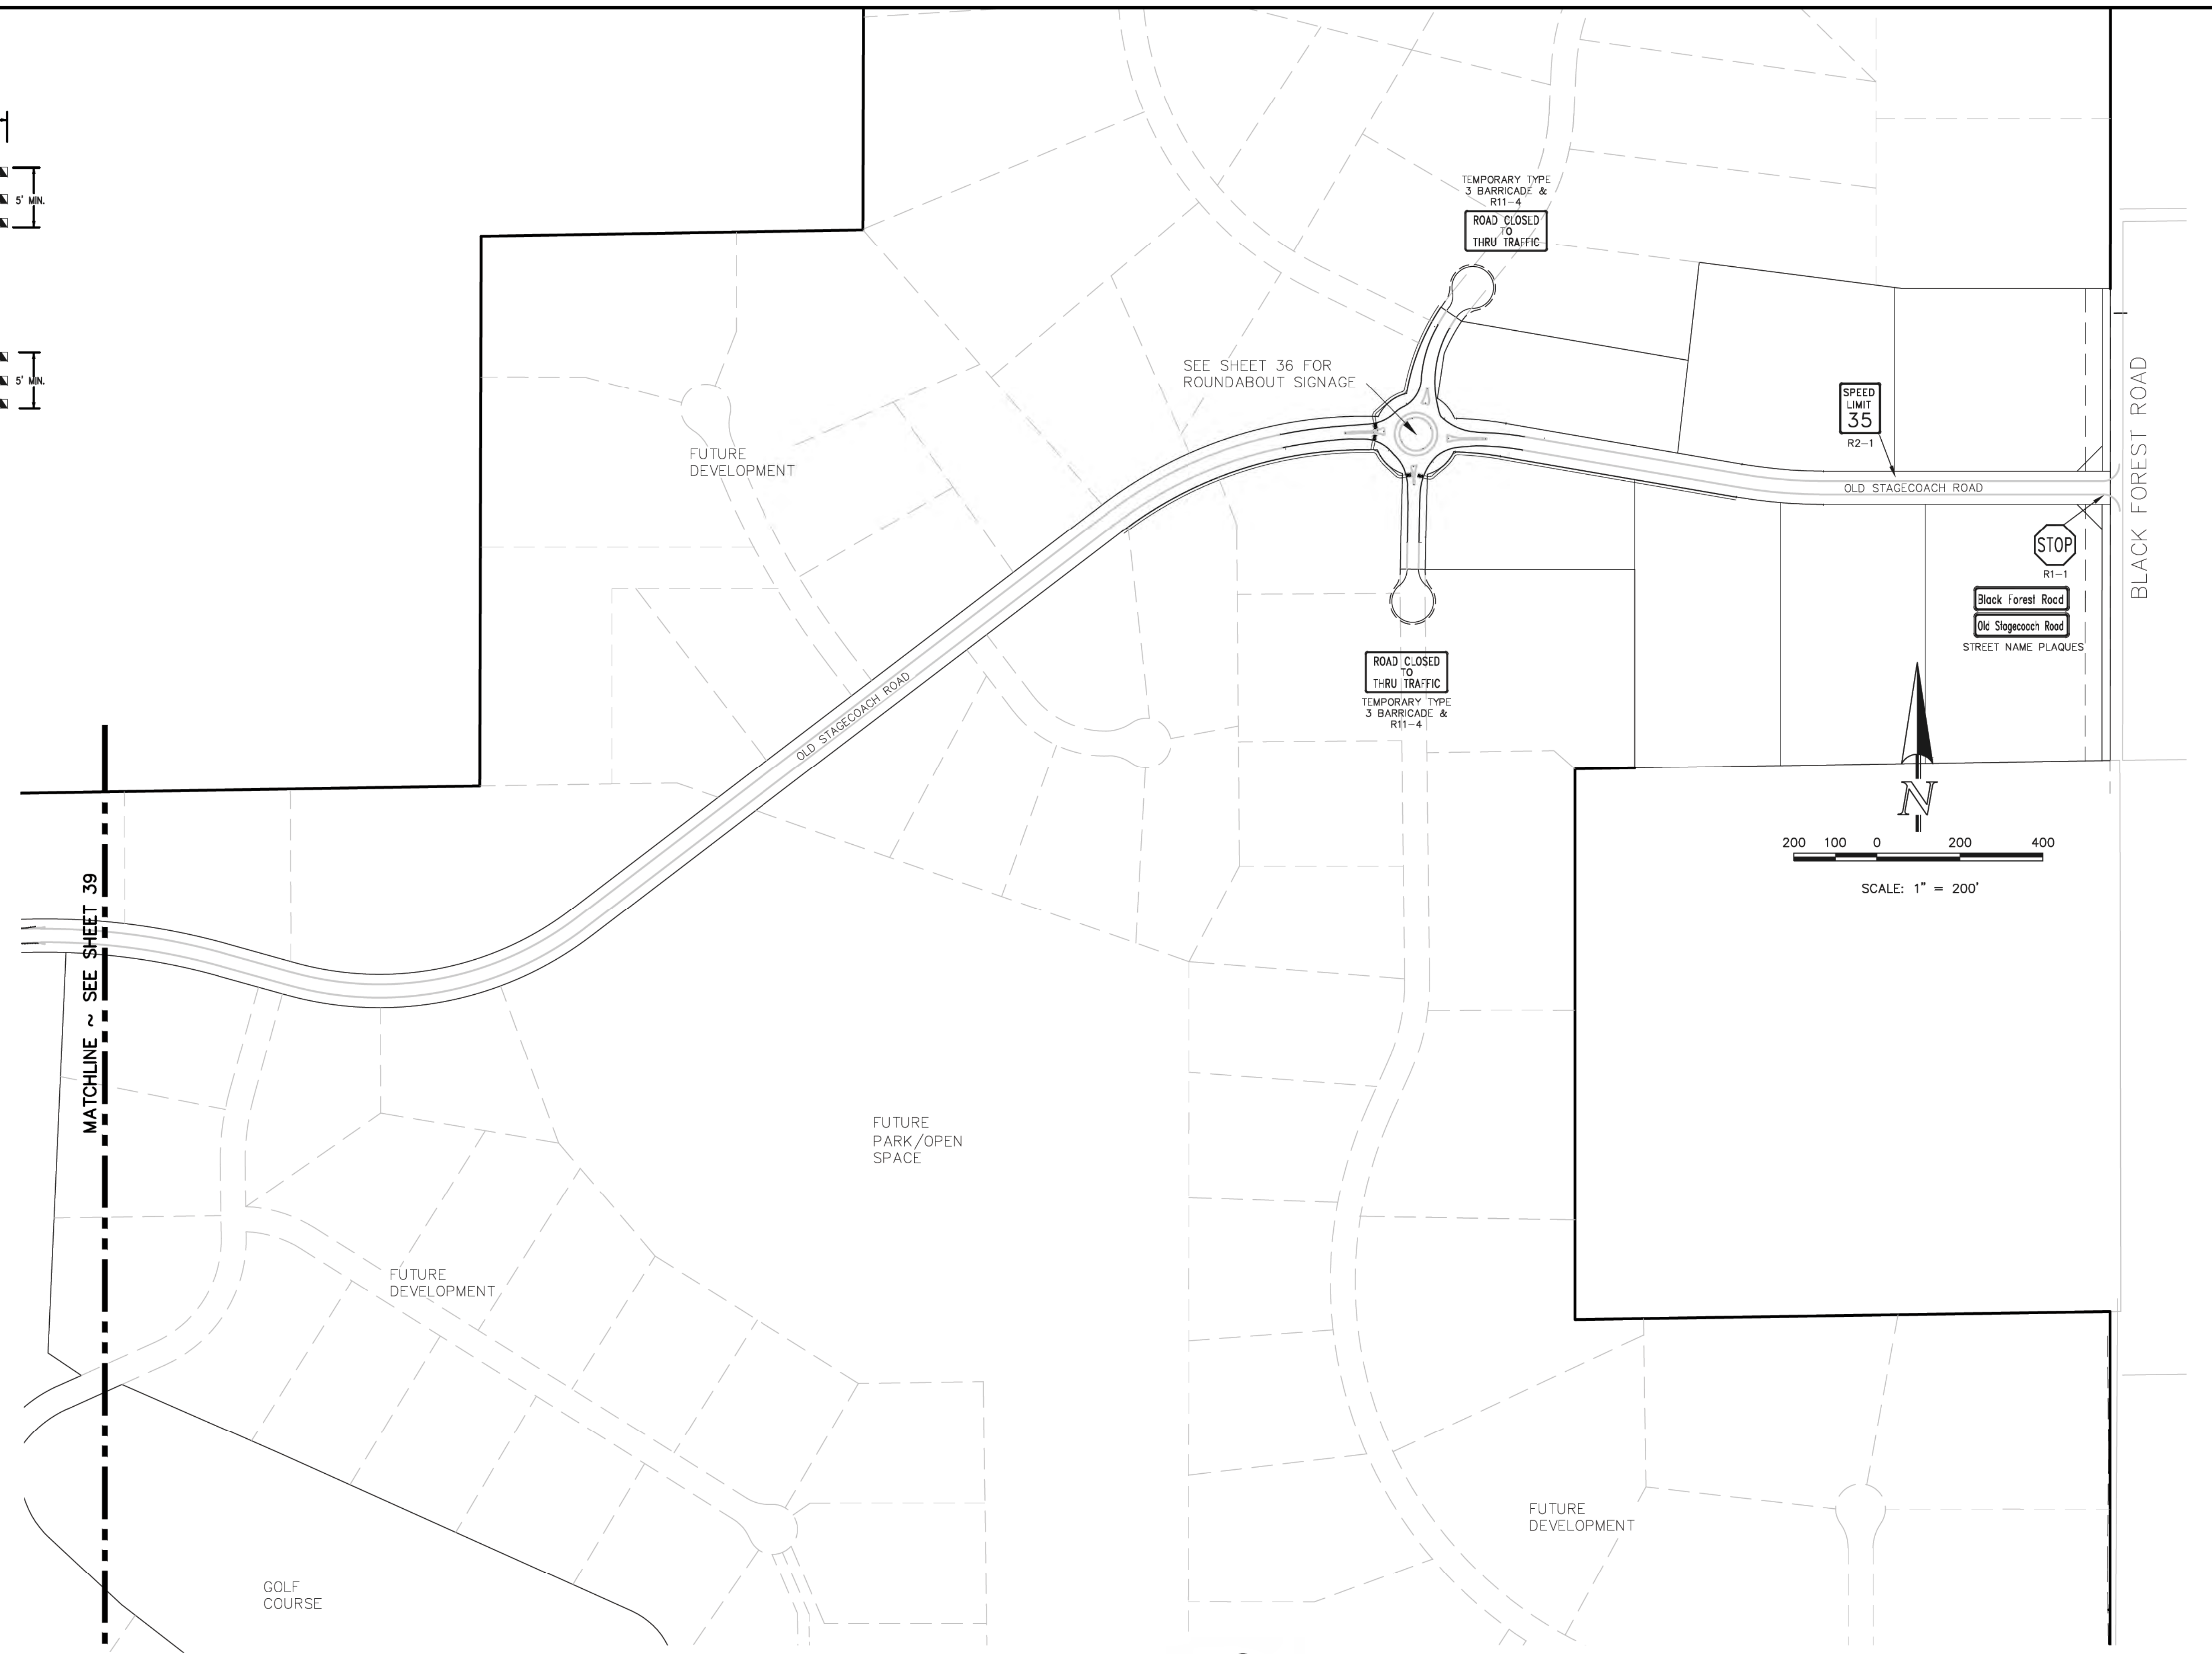 5' MIN.
5' MIN.
TEMPORARY TYPE
3 BARRICADE &
R11-4
ROAD CLOSED
TO
THRU TRAFFIC
SEE SHEET 36 FOR
ROUNDABOUT SIGNAGE
SPEED
LIMIT
35
R2-1
BLACK FOREST ROAD
OLD STAGECOACH ROAD
STOP
R1-1
Black Forest Road
Old Stagecoach Road
STREET NAME PLAQUES
FUTURE
DEVELOPMENT
ROAD CLOSED
TO
THRU TRAFFIC
TEMPORARY TYPE
3 BARRICADE &
R11-4
OLD STAGECOACH ROAD
N
200 100 0 200 400
SCALE: 1" = 200'
MATCHLINE ~ SEE SHEET 39
FUTURE
PARK/OPEN
SPACE
FUTURE
DEVELOPMENT
FUTURE
DEVELOPMENT
GOLF
COURSE